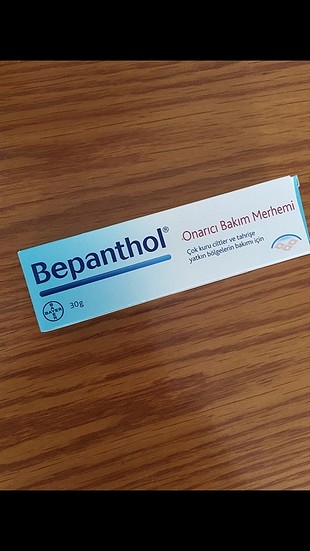 Bepanthol®
Onarıcı Bakım Merhemi
Çok kuru ciltler ve tahrişe
yatkın bölgelerin bakımı için
BAYER
30g